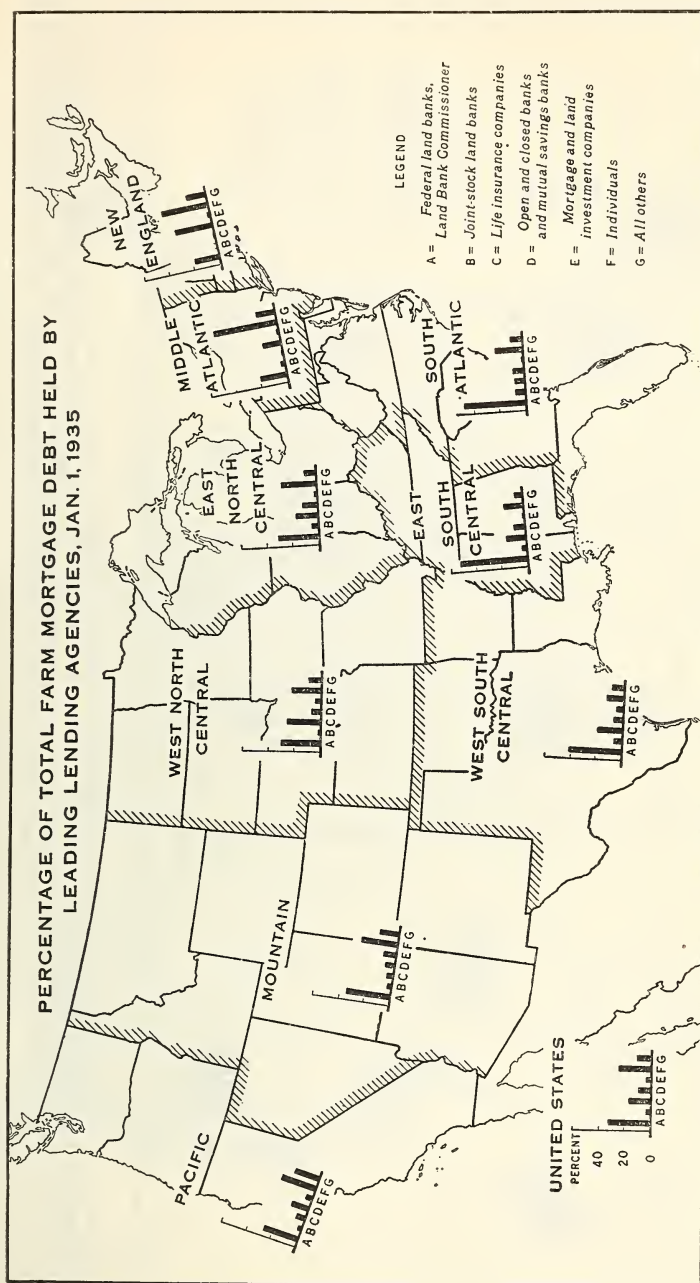 PERCENTAGE OF TOTAL FARM MORTGAGE DEBT HELD BY
LEADING LENDING AGENCIES, JAN. 1, 1935
PACIFIC
ABCDEFG
MOUNTAIN
ABCDEFG
WEST NORTH
CENTRAL
ABCDEFG
WEST SOUTH
CENTRAL
ABCDEFG
EAST
NORTH
CENTRAL
ABCDEFG
EAST
SOUTH
CENTRAL
ABCDEFG
MIDDLE
ATLANTIC
ABCDEFG
NEW
ENGLAND
ABCDEFG
SOUTH
ATLANTIC
ABCDEFG
UNITED STATES
PERCENT
40
20
0
ABCDEFG
LEGEND
A = Federal land banks,
Land Bank Commissioner
B = Joint-stock land banks
C = Life insurance companies
D = Open and closed banks
and mutual savings banks
E = Mortgage and land
investment companies
F = Individuals
G = All others